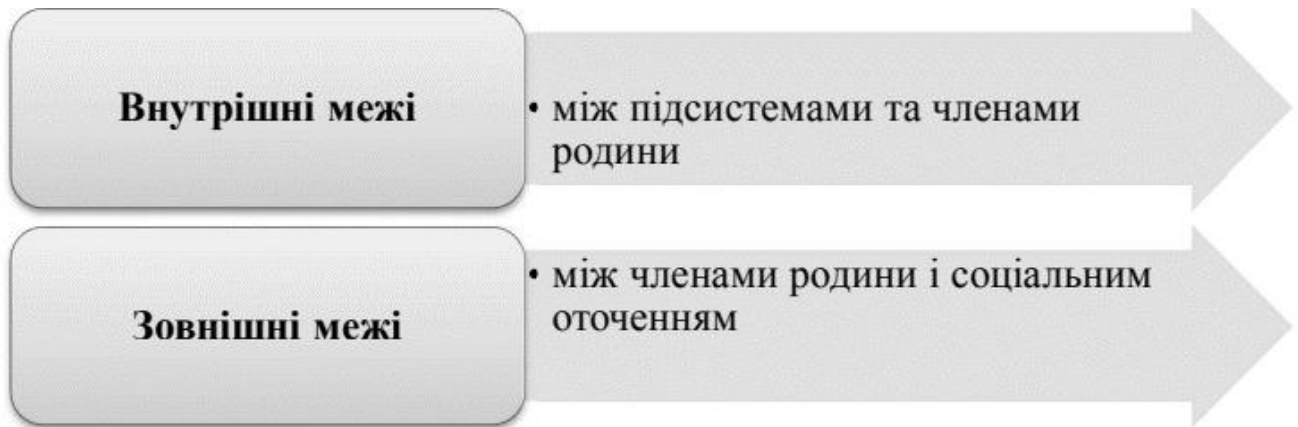 Внутрішні межі
• між підсистемами та членами
родини
Зовнішні межі
• між членами родини і соціальним
оточенням